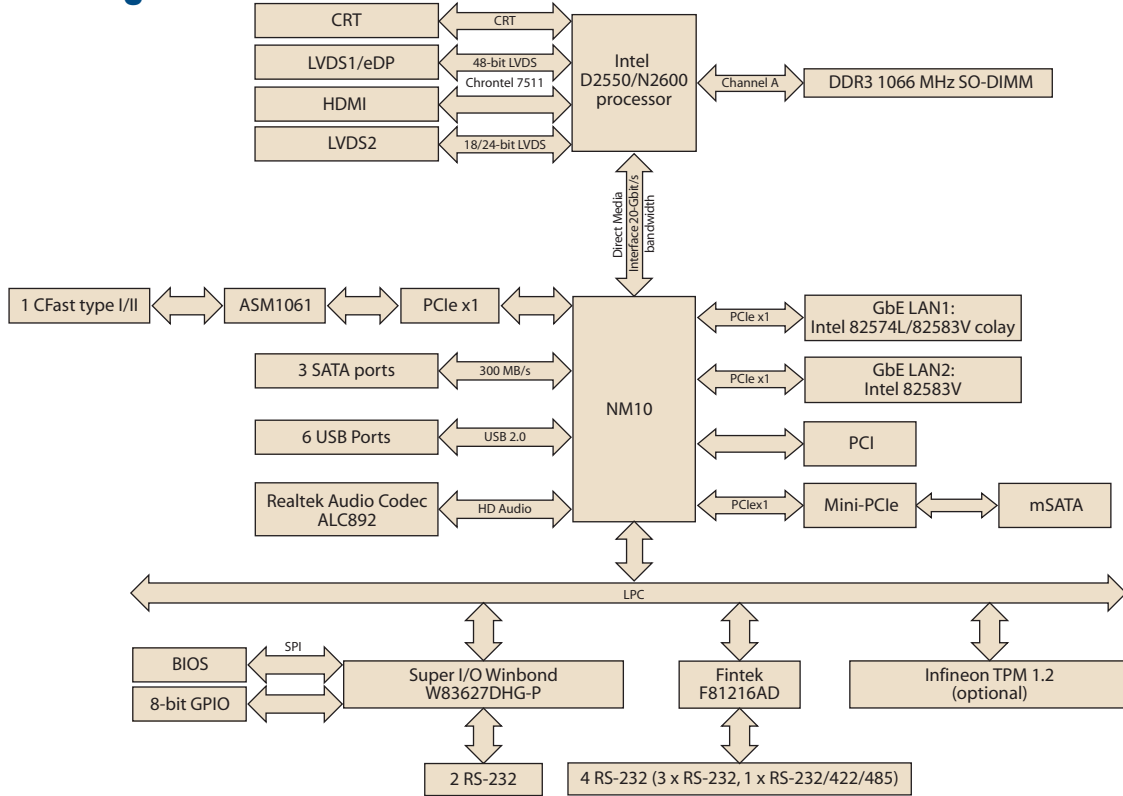 CRT
CRT
LVDS1/eDP
48-bit LVDS
Chrontel 7511
HDMI
LVDS2
18/24-bit LVDS
Intel
D2550/N2600
processor
Channel A
DDR3 1066 MHz SO-DIMM
Direct Media
Interface 20-Gbit/s
bandwidth
1 CFast type I/II
ASM1061
PCIe x1
3 SATA ports
300 MB/s
6 USB Ports
USB 2.0
Realtek Audio Codec
ALC892
HD Audio
NM10
PCIe x1
GbE LAN1:
Intel 82574L/82583V colay
PCIe x1
GbE LAN2:
Intel 82583V
PCI
PCIex1
Mini-PCIe
mSATA
LPC
BIOS
SPI
8-bit GPIO
Super I/O Winbond
W83627DHG-P
Fintek
F81216AD
Infineon TPM 1.2
(optional)
2 RS-232
4 RS-232 (3 x RS-232, 1 x RS-232/422/485)